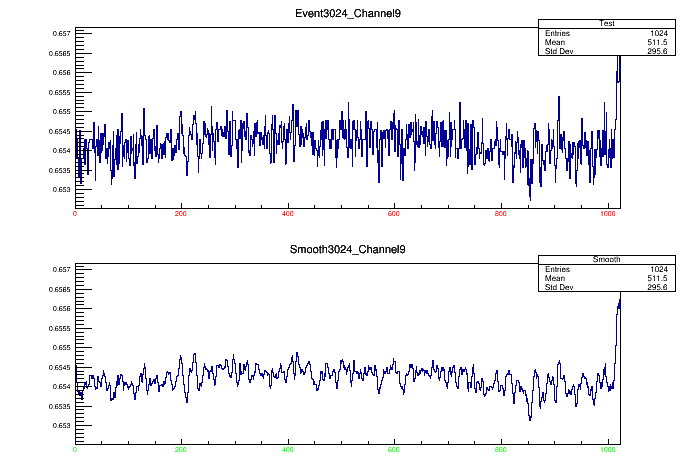 Event3024_Channel9
Test
Entries 1024
Mean 511.5
Std Dev 295.6
0.657
0.6565
0.656
0.6555
0.655
0.6545
0.654
0.6535
0.653
0 200 400 600 800 1000
Smooth3024_Channel9
Smooth
Entries 1024
Mean 511.5
Std Dev 295.6
0.657
0.6565
0.656
0.6555
0.655
0.6545
0.654
0.6535
0.653
0 200 400 600 800 1000